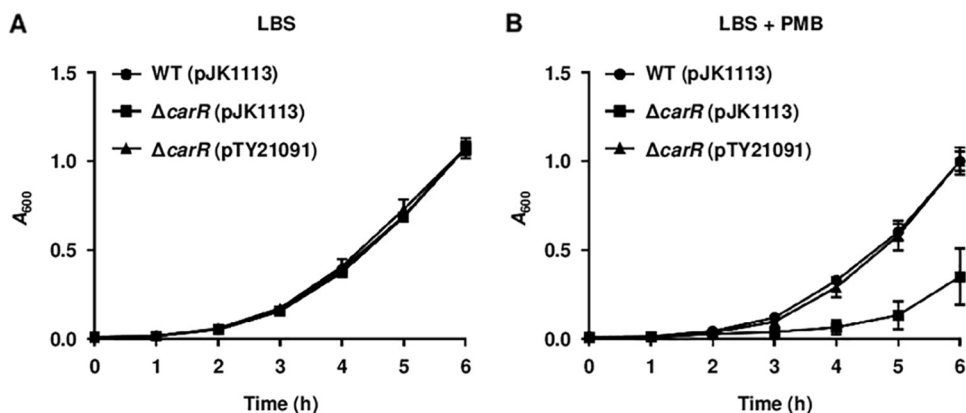 A
LBS
WT (pJK1113)
ΔcarR (pJK1113)
ΔcarR (pTY21091)
1.5
1.0
0.5
0.0
A600
0 1 2 3 4 5 6
Time (h)
B
LBS + PMB
WT (pJK1113)
ΔcarR (pJK1113)
ΔcarR (pTY21091)
1.5
1.0
0.5
0.0
A600
0 1 2 3 4 5 6
Time (h)